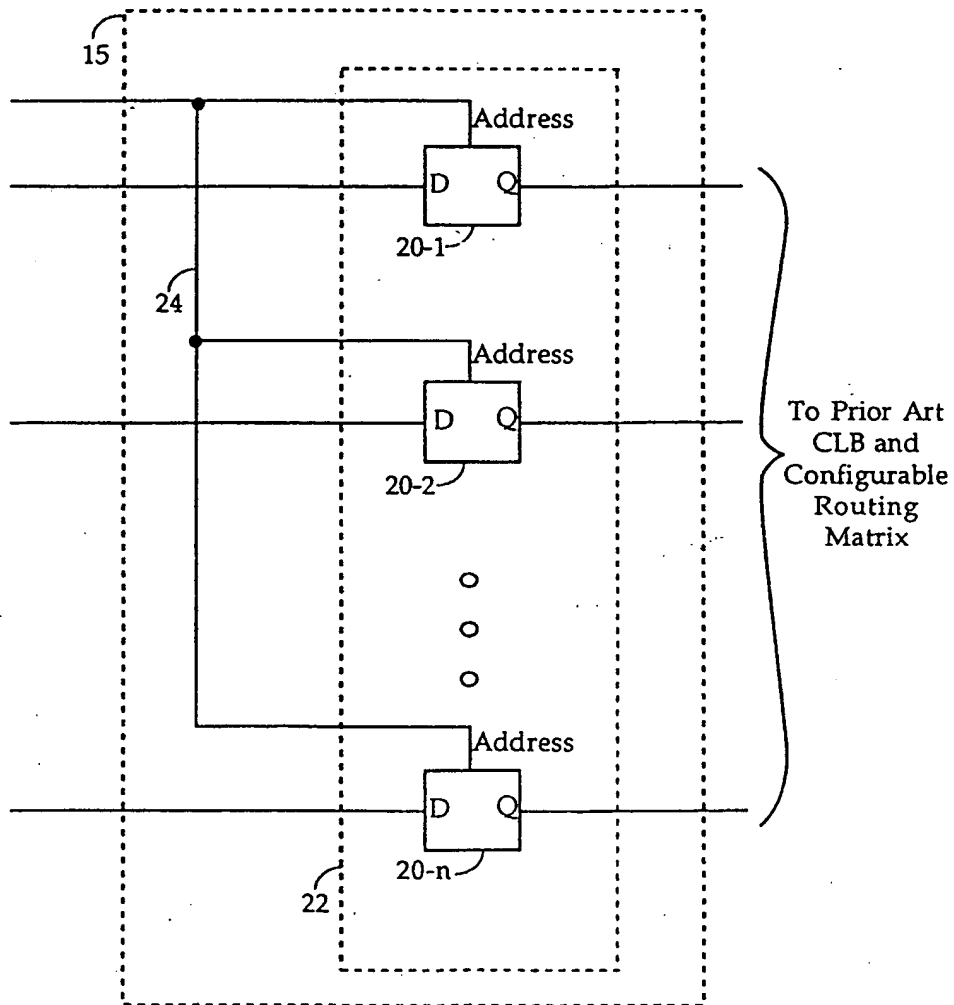 15
Address
D Q
20-1
24
Address
D Q
20-2
To Prior Art
CLB and
Configurable
Routing
Matrix
Address
D Q
20-n
22